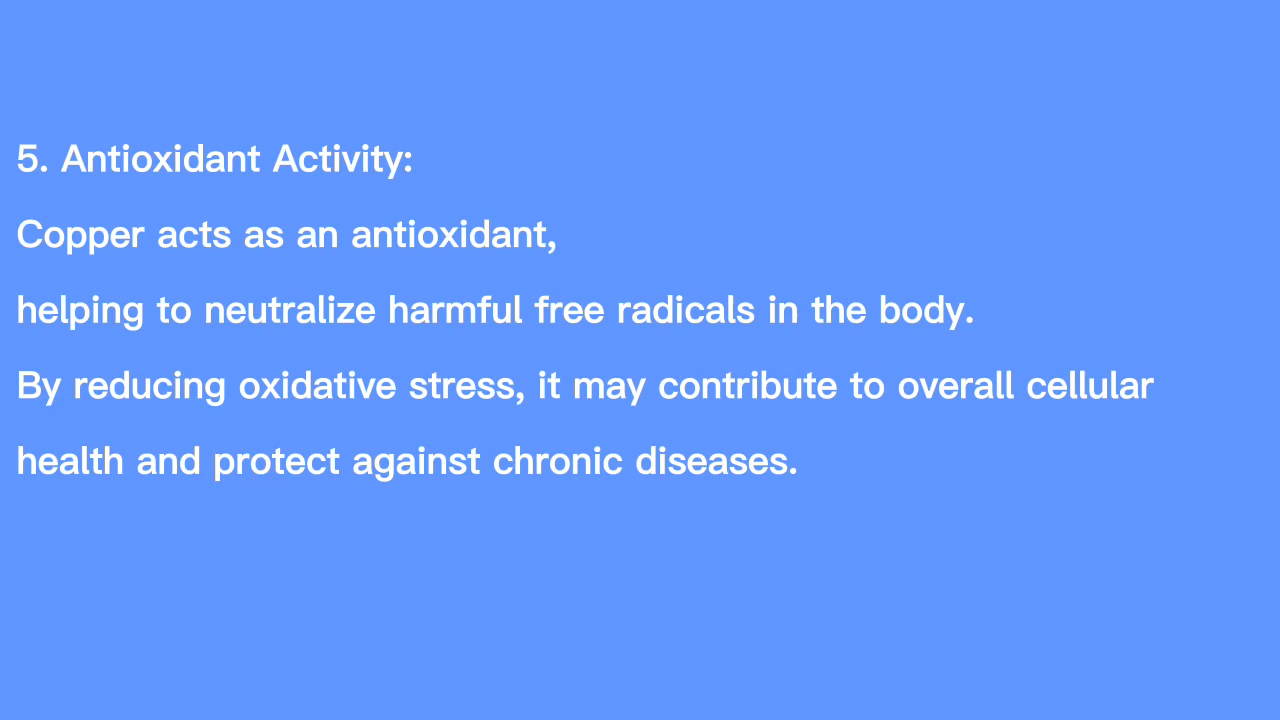 5. Antioxidant Activity:
Copper acts as an antioxidant,
helping to neutralize harmful free radicals in the body.
By reducing oxidative stress, it may contribute to overall cellular
health and protect against chronic diseases.